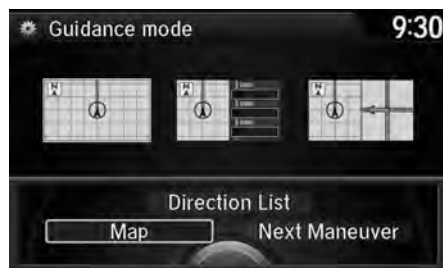 Guidance mode 9:30
N N N
Direction List
Map Next Maneuver